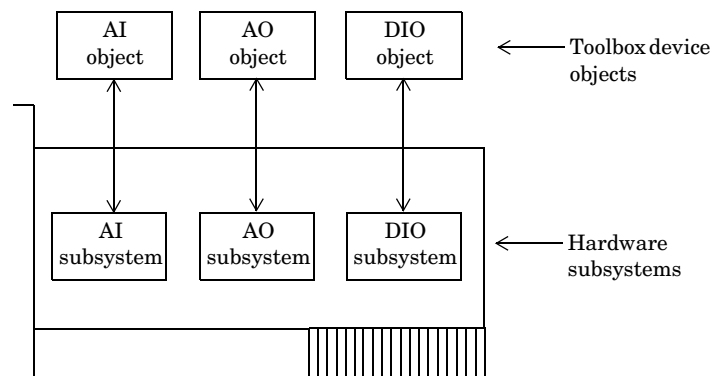 AI
object
AO
object
DIO
object
Toolbox device
objects
AI
subsystem
AO
subsystem
DIO
subsystem
Hardware
subsystems